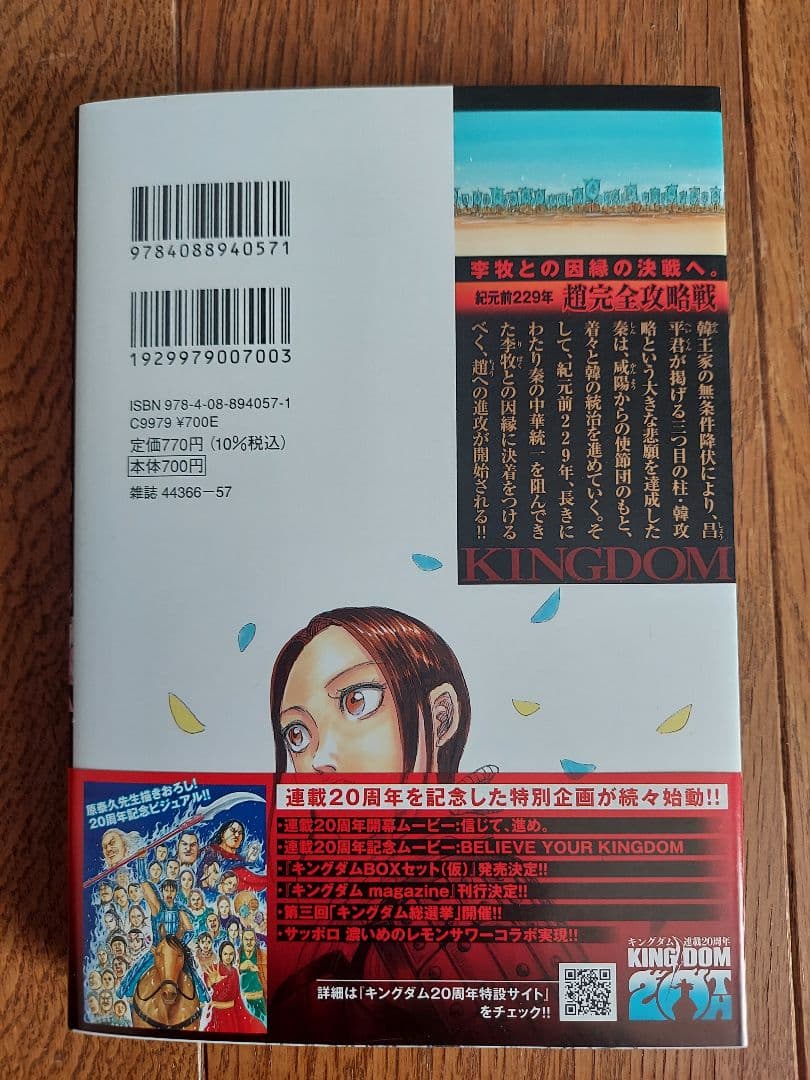 9784088940571
1929979007003
ISBN 978-4-08-894057-1
C9979 ¥700E
定価770円(10%税込)
本体700円
雑誌 44366-57
李牧との因縁の決戦へ。
紀元前229年 趙完全攻略戦
韓王家の無条件降伏により、昌
平君が掲げる三つ目の柱・韓攻
略という大きな悲願を達成した
秦は、咸陽からの使節団のもと、
着々と韓の統治を進めていく。そ
して、紀元前229年、長きに
わたり秦の中華統一を阻んでき
た李牧との因縁に決着をつける
べく、趙への進攻が開始される!!
KINGDOM
原泰久先生描きおろし!
20周年記念ビジュアル!!
連載20周年を記念した特別企画が続々始動!!
・連載20周年開幕ムービー:信じて、進め。
・連載20周年記念ムービー:BELIEVE YOUR KINGDOM
・『キングダムBOXセット(仮)』発売決定!!
・『キングダム magazine』刊行決定!!
・第三回「キングダム総選挙」開催!!
・サッポロ 濃いめのレモンサワーコラボ実現!!
詳細は『キングダム20周年特設サイト』
をチェック!!
キングダム 連載20周年
KINGDOM
20TH